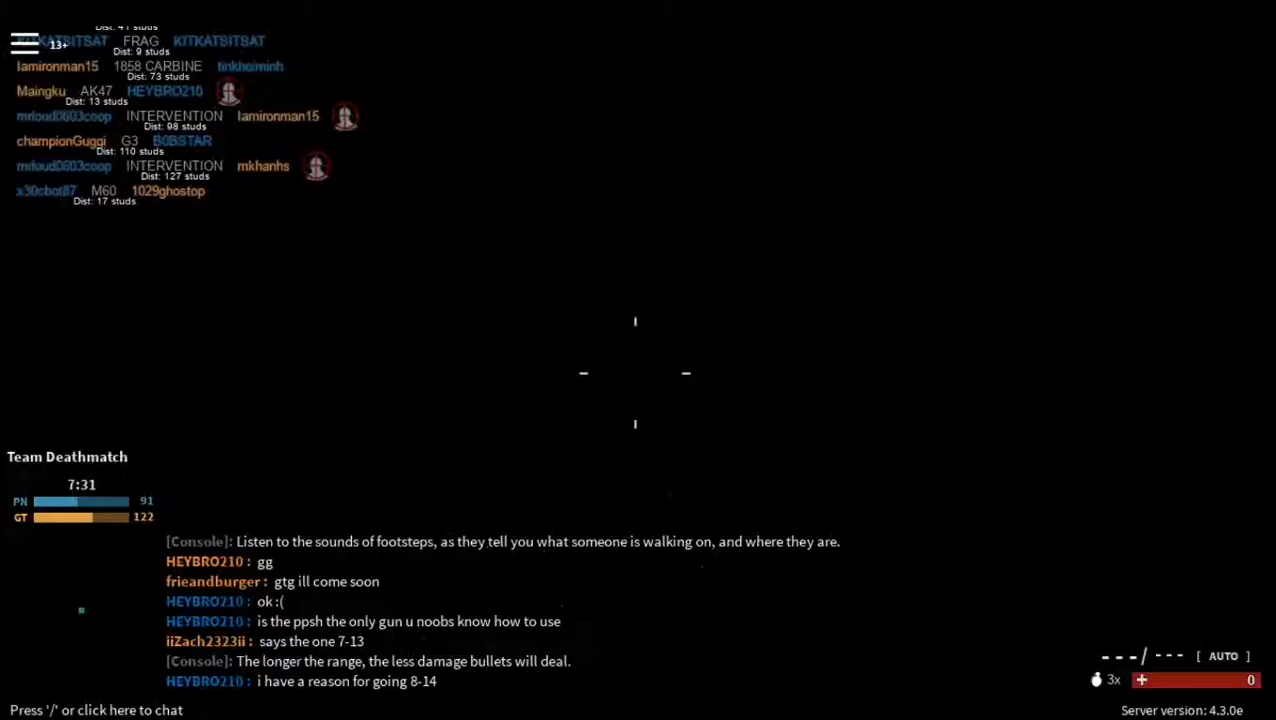 Dist: 41 studs
KITKATSITSAT FRAG KITKATSITSAT
13+
Dist: 9 studs
Iamironman15 1858 CARBINE tinkhoiminh
Dist: 73 studs
Maingku AK47 HEYBRO210
Dist: 13 studs
mrloud0603coop INTERVENTION Iamironman15
Dist: 98 studs
championGuggi G3 B0BSTAR
Dist: 110 studs
mrloud0603coop INTERVENTION mkhanhs
Dist: 127 studs
x30cbot87 M60 1029ghostop
Dist: 17 studs
Team Deathmatch
7:31
PN 91
GT 122
[Console]: Listen to the sounds of footsteps, as they tell you what someone is walking on, and where they are.
HEYBRO210 : gg
frieandburger : gtg ill come soon
HEYBRO210 : ok :(
HEYBRO210 : is the ppsh the only gun u noobs know how to use
iiZach2323ii : says the one 7-13
[Console]: The longer the range, the less damage bullets will deal.
HEYBRO210 : i have a reason for going 8-14
- - - / - - - [ AUTO ]
3x 0
Press '/' or click here to chat
Server version: 4.3.0e